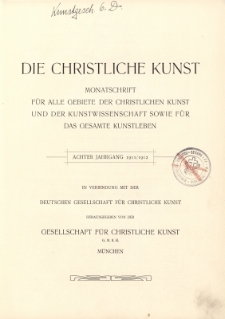 Kunstgesch. 6. D.
DIE CHRISTLICHE KUNST
MONATSCHRIFT
FÜR ALLE GEBIETE DER CHRISTLICHEN KUNST
UND DER KUNSTWISSENSCHAFT SOWIE FÜR
DAS GESAMTE KUNSTLEBEN
ACHTER JAHRGANG 1911/1912
IN VERBINDUNG MIT DER
DEUTSCHEN GESELLSCHAFT FÜR CHRISTLICHE KUNST
HERAUSGEGEBEN VON DER
GESELLSCHAFT FÜR CHRISTLICHE KUNST
G. M. B. H.
MÜNCHEN